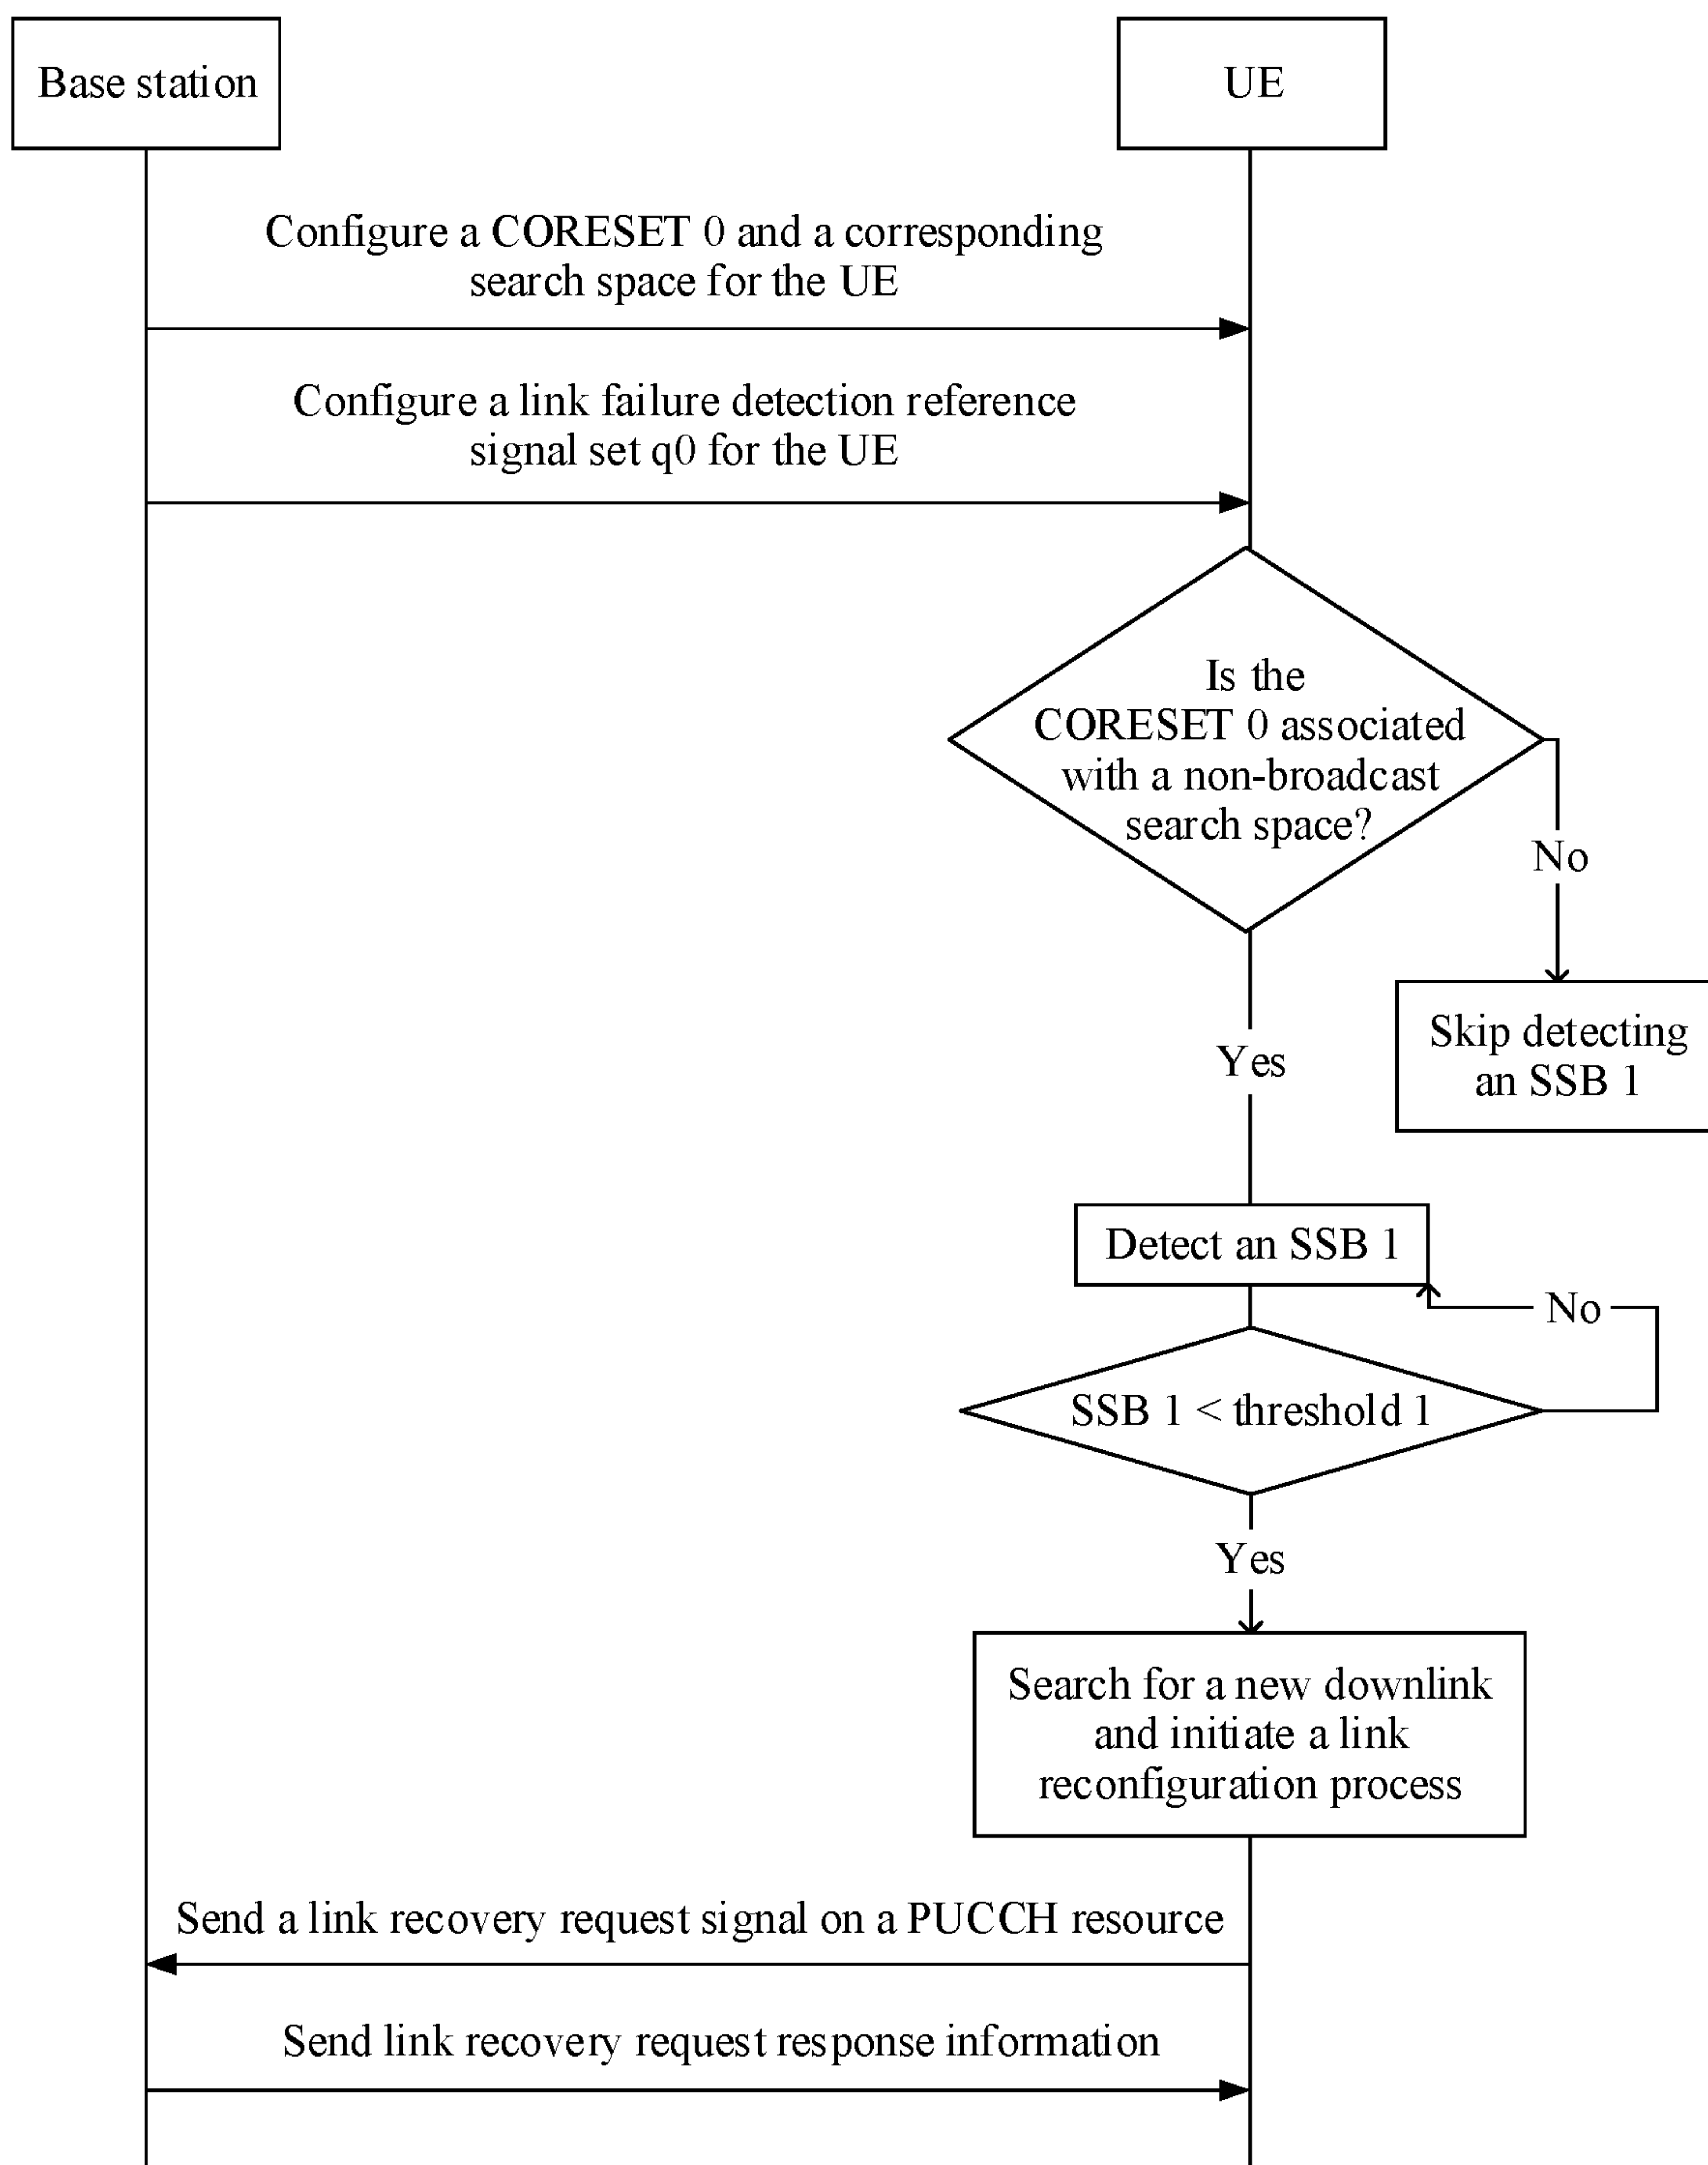 Base station
UE
Configure a CORESET 0 and a corresponding
search space for the UE
Configure a link failure detection reference
signal set q0 for the UE
Is the
CORESET 0 associated
with a non-broadcast
search space?
No
Skip detecting
an SSB 1
Yes
Detect an SSB 1
No
SSB 1 < threshold 1
Yes
Search for a new downlink
and initiate a link
reconfiguration process
Send a link recovery request signal on a PUCCH resource
Send link recovery request response information